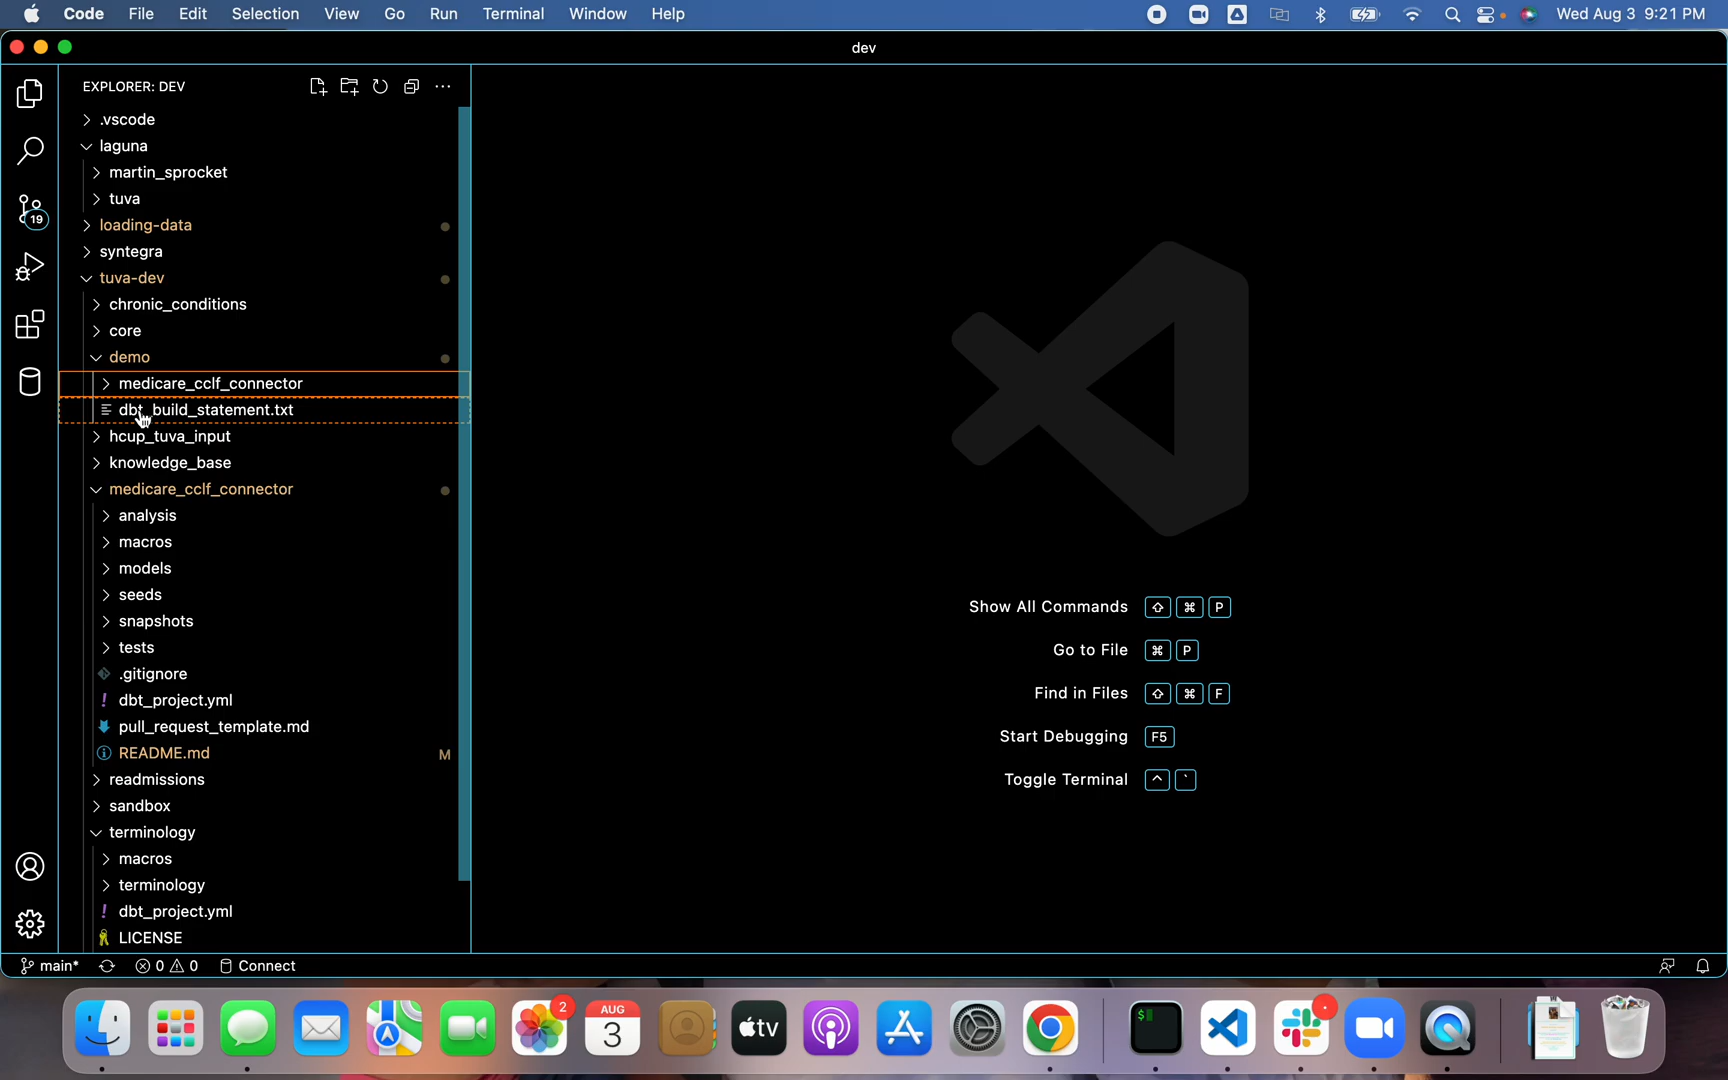 Code File Edit Selection View Go Run Terminal Window Help Wed Aug 3 9:21 PM
dev
EXPLORER: DEV
.vscode
laguna
martin_sprocket
tuva
19
loading-data
syntegra
tuva-dev
chronic_conditions
core
demo
medicare_cclf_connector
dbt_build_statement.txt
hcup_tuva_input
knowledge_base
medicare_cclf_connector
analysis
macros
models
seeds
snapshots
tests
.gitignore
! dbt_project.yml
pull_request_template.md
README.md M
readmissions
sandbox
terminology
macros
terminology
! dbt_project.yml
LICENSE
Show All Commands ⇧ ⌘ P
Go to File ⌘ P
Find in Files ⇧ ⌘ F
Start Debugging F5
Toggle Terminal ^ `
main* 0 0 Connect
2
AUG
3
tv
$